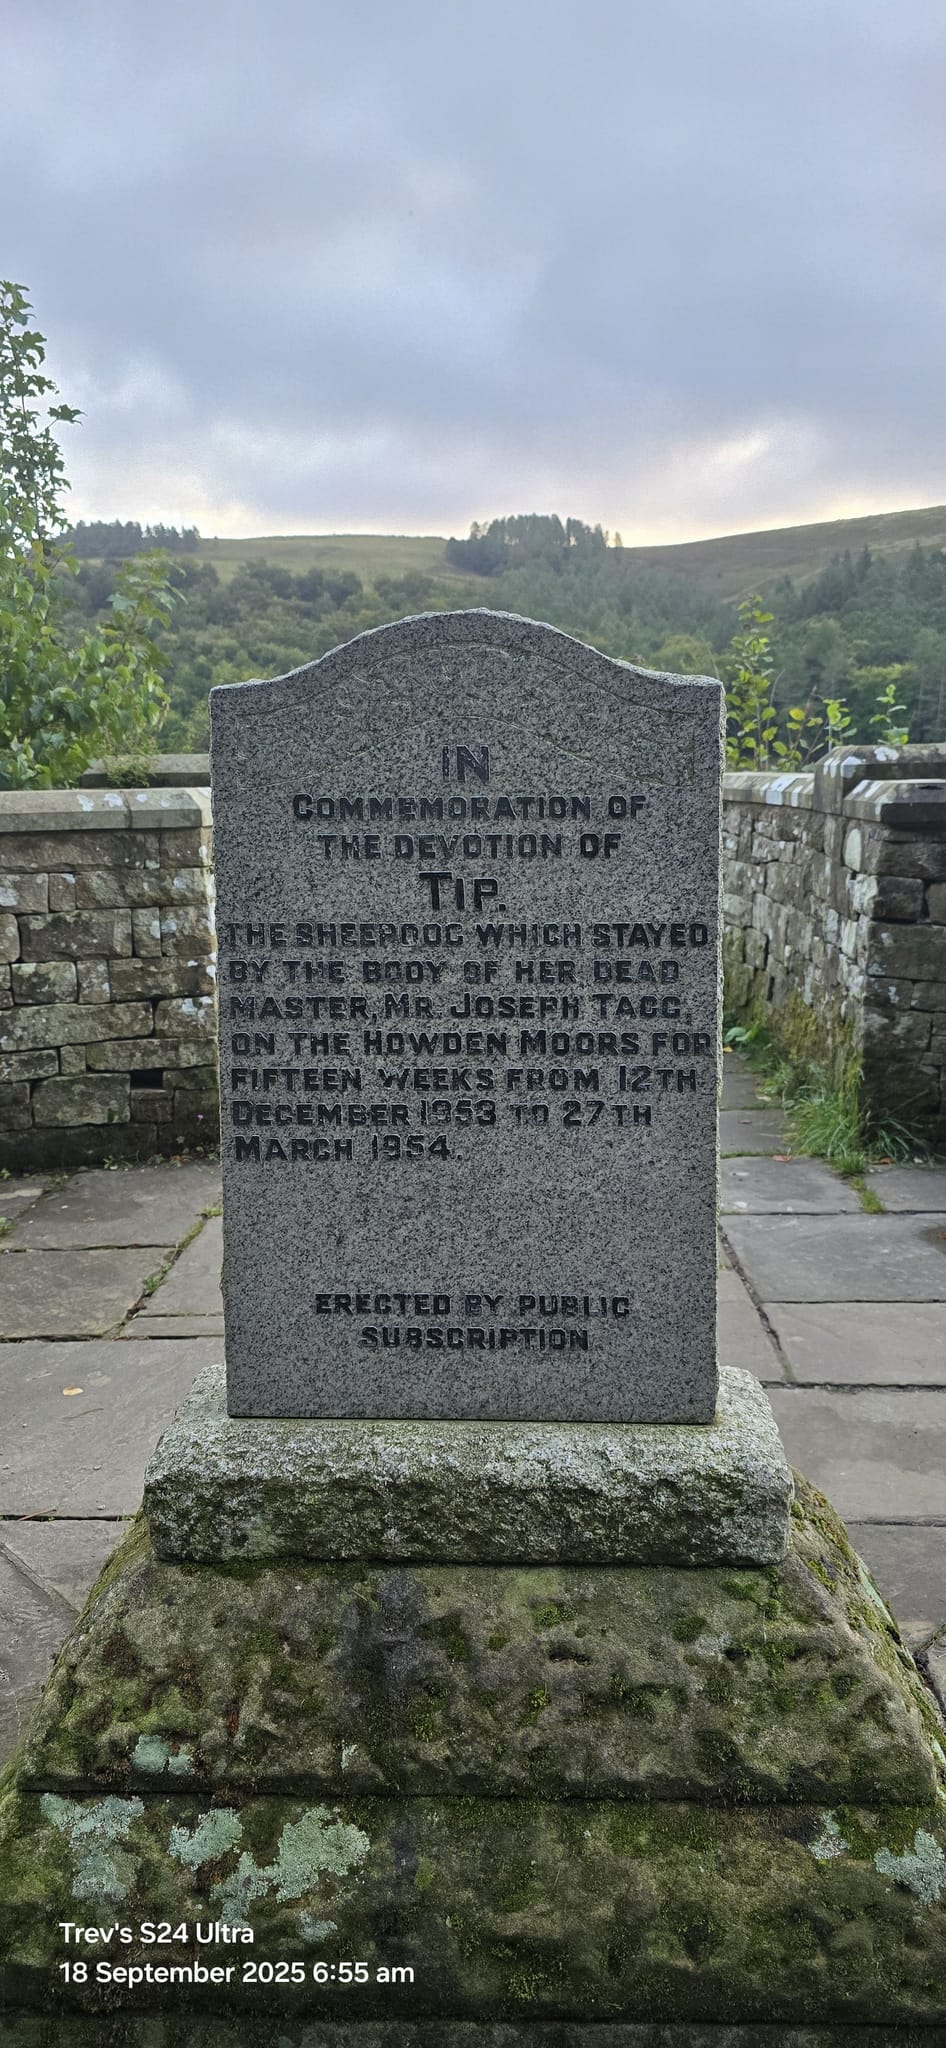 IN
COMMEMORATION OF
THE DEVOTION OF
TIP.
THE SHEEPDOG WHICH STAYED
BY THE BODY OF HER DEAD
MASTER, MR. JOSEPH TAGG,
ON THE HOWDEN MOORS FOR
FIFTEEN WEEKS FROM 12TH
DECEMBER 1953 TO 27TH
MARCH 1954.
ERECTED BY PUBLIC
SUBSCRIPTION.
Trev's S24 Ultra
18 September 2025 6:55 am